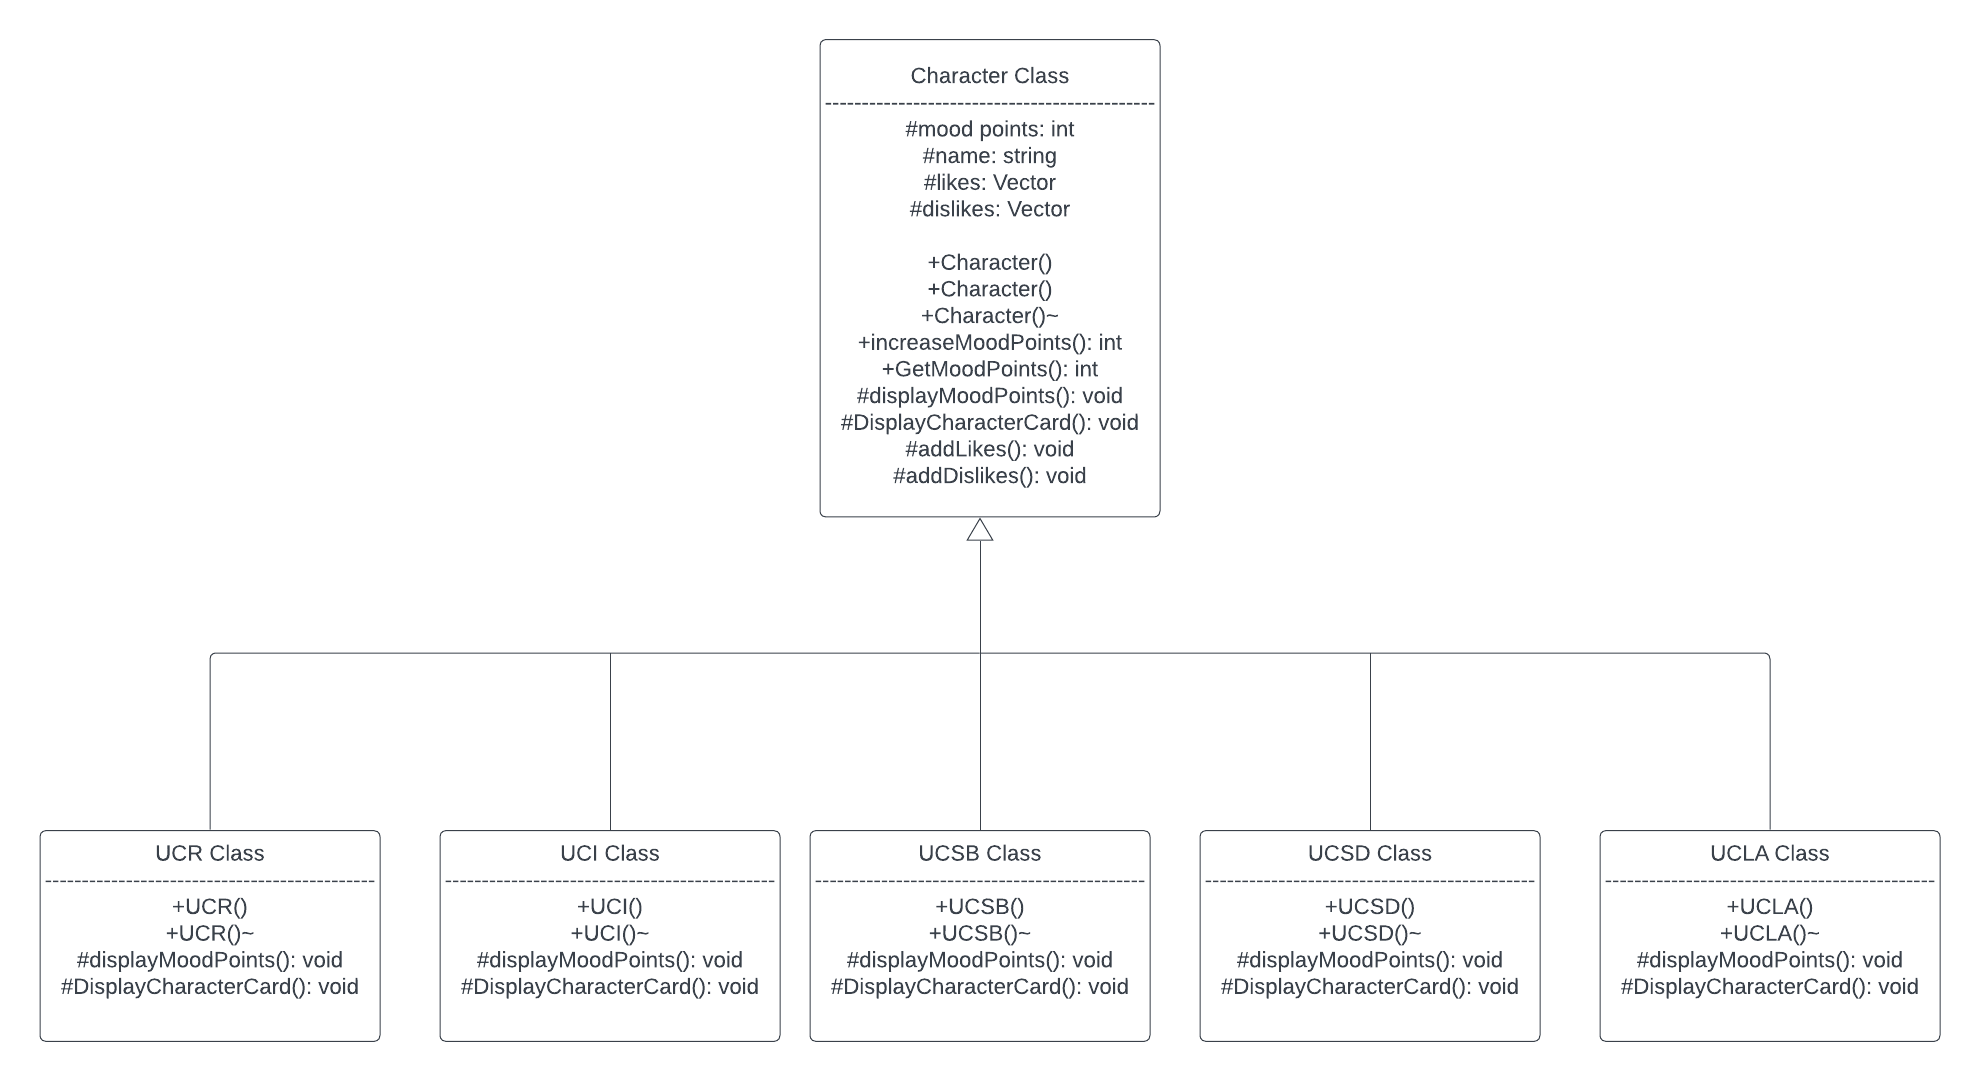 Character Class
#mood points: int
#name: string
#likes: Vector
#dislikes: Vector
+Character()
+Character()
+Character()~
+increaseMoodPoints(): int
+GetMoodPoints(): int
#displayMoodPoints(): void
#DisplayCharacterCard(): void
#addLikes(): void
#addDislikes(): void
UCR Class
+UCR()
+UCR()~
#displayMoodPoints(): void
#DisplayCharacterCard(): void
UCI Class
+UCI()
+UCI()~
#displayMoodPoints(): void
#DisplayCharacterCard(): void
UCSB Class
+UCSB()
+UCSB()~
#displayMoodPoints(): void
#DisplayCharacterCard(): void
UCSD Class
+UCSD()
+UCSD()~
#displayMoodPoints(): void
#DisplayCharacterCard(): void
UCLA Class
+UCLA()
+UCLA()~
#displayMoodPoints(): void
#DisplayCharacterCard(): void